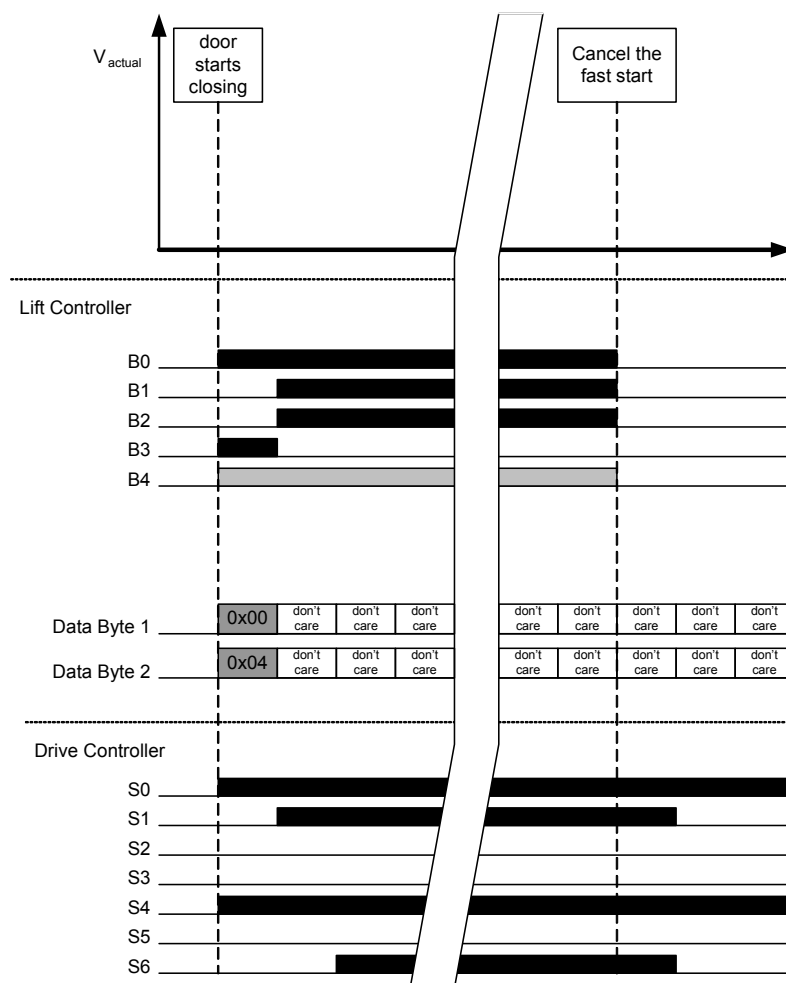 V actual
door
starts
closing
Cancel the
fast start
Lift Controller
B0
B1
B2
B3
B4
Data Byte 1
0x00
don't
care
don't
care
don't
care
don't
care
don't
care
don't
care
don't
care
don't
care
Data Byte 2
0x04
don't
care
don't
care
don't
care
don't
care
don't
care
don't
care
don't
care
don't
care
Drive Controller
S0
S1
S2
S3
S4
S5
S6